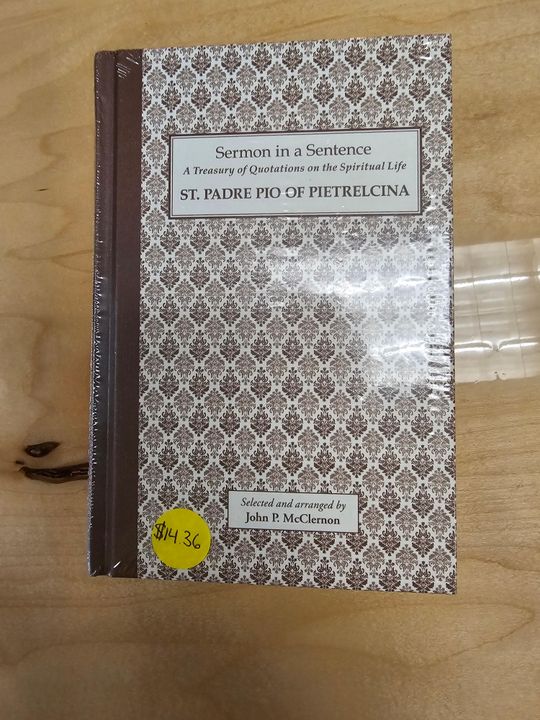 Sermon in a Sentence
A Treasury of Quotations on the Spiritual Life
ST. PADRE PIO OF PIETRELCINA
Selected and arranged by
John P. McClernon
$14.36